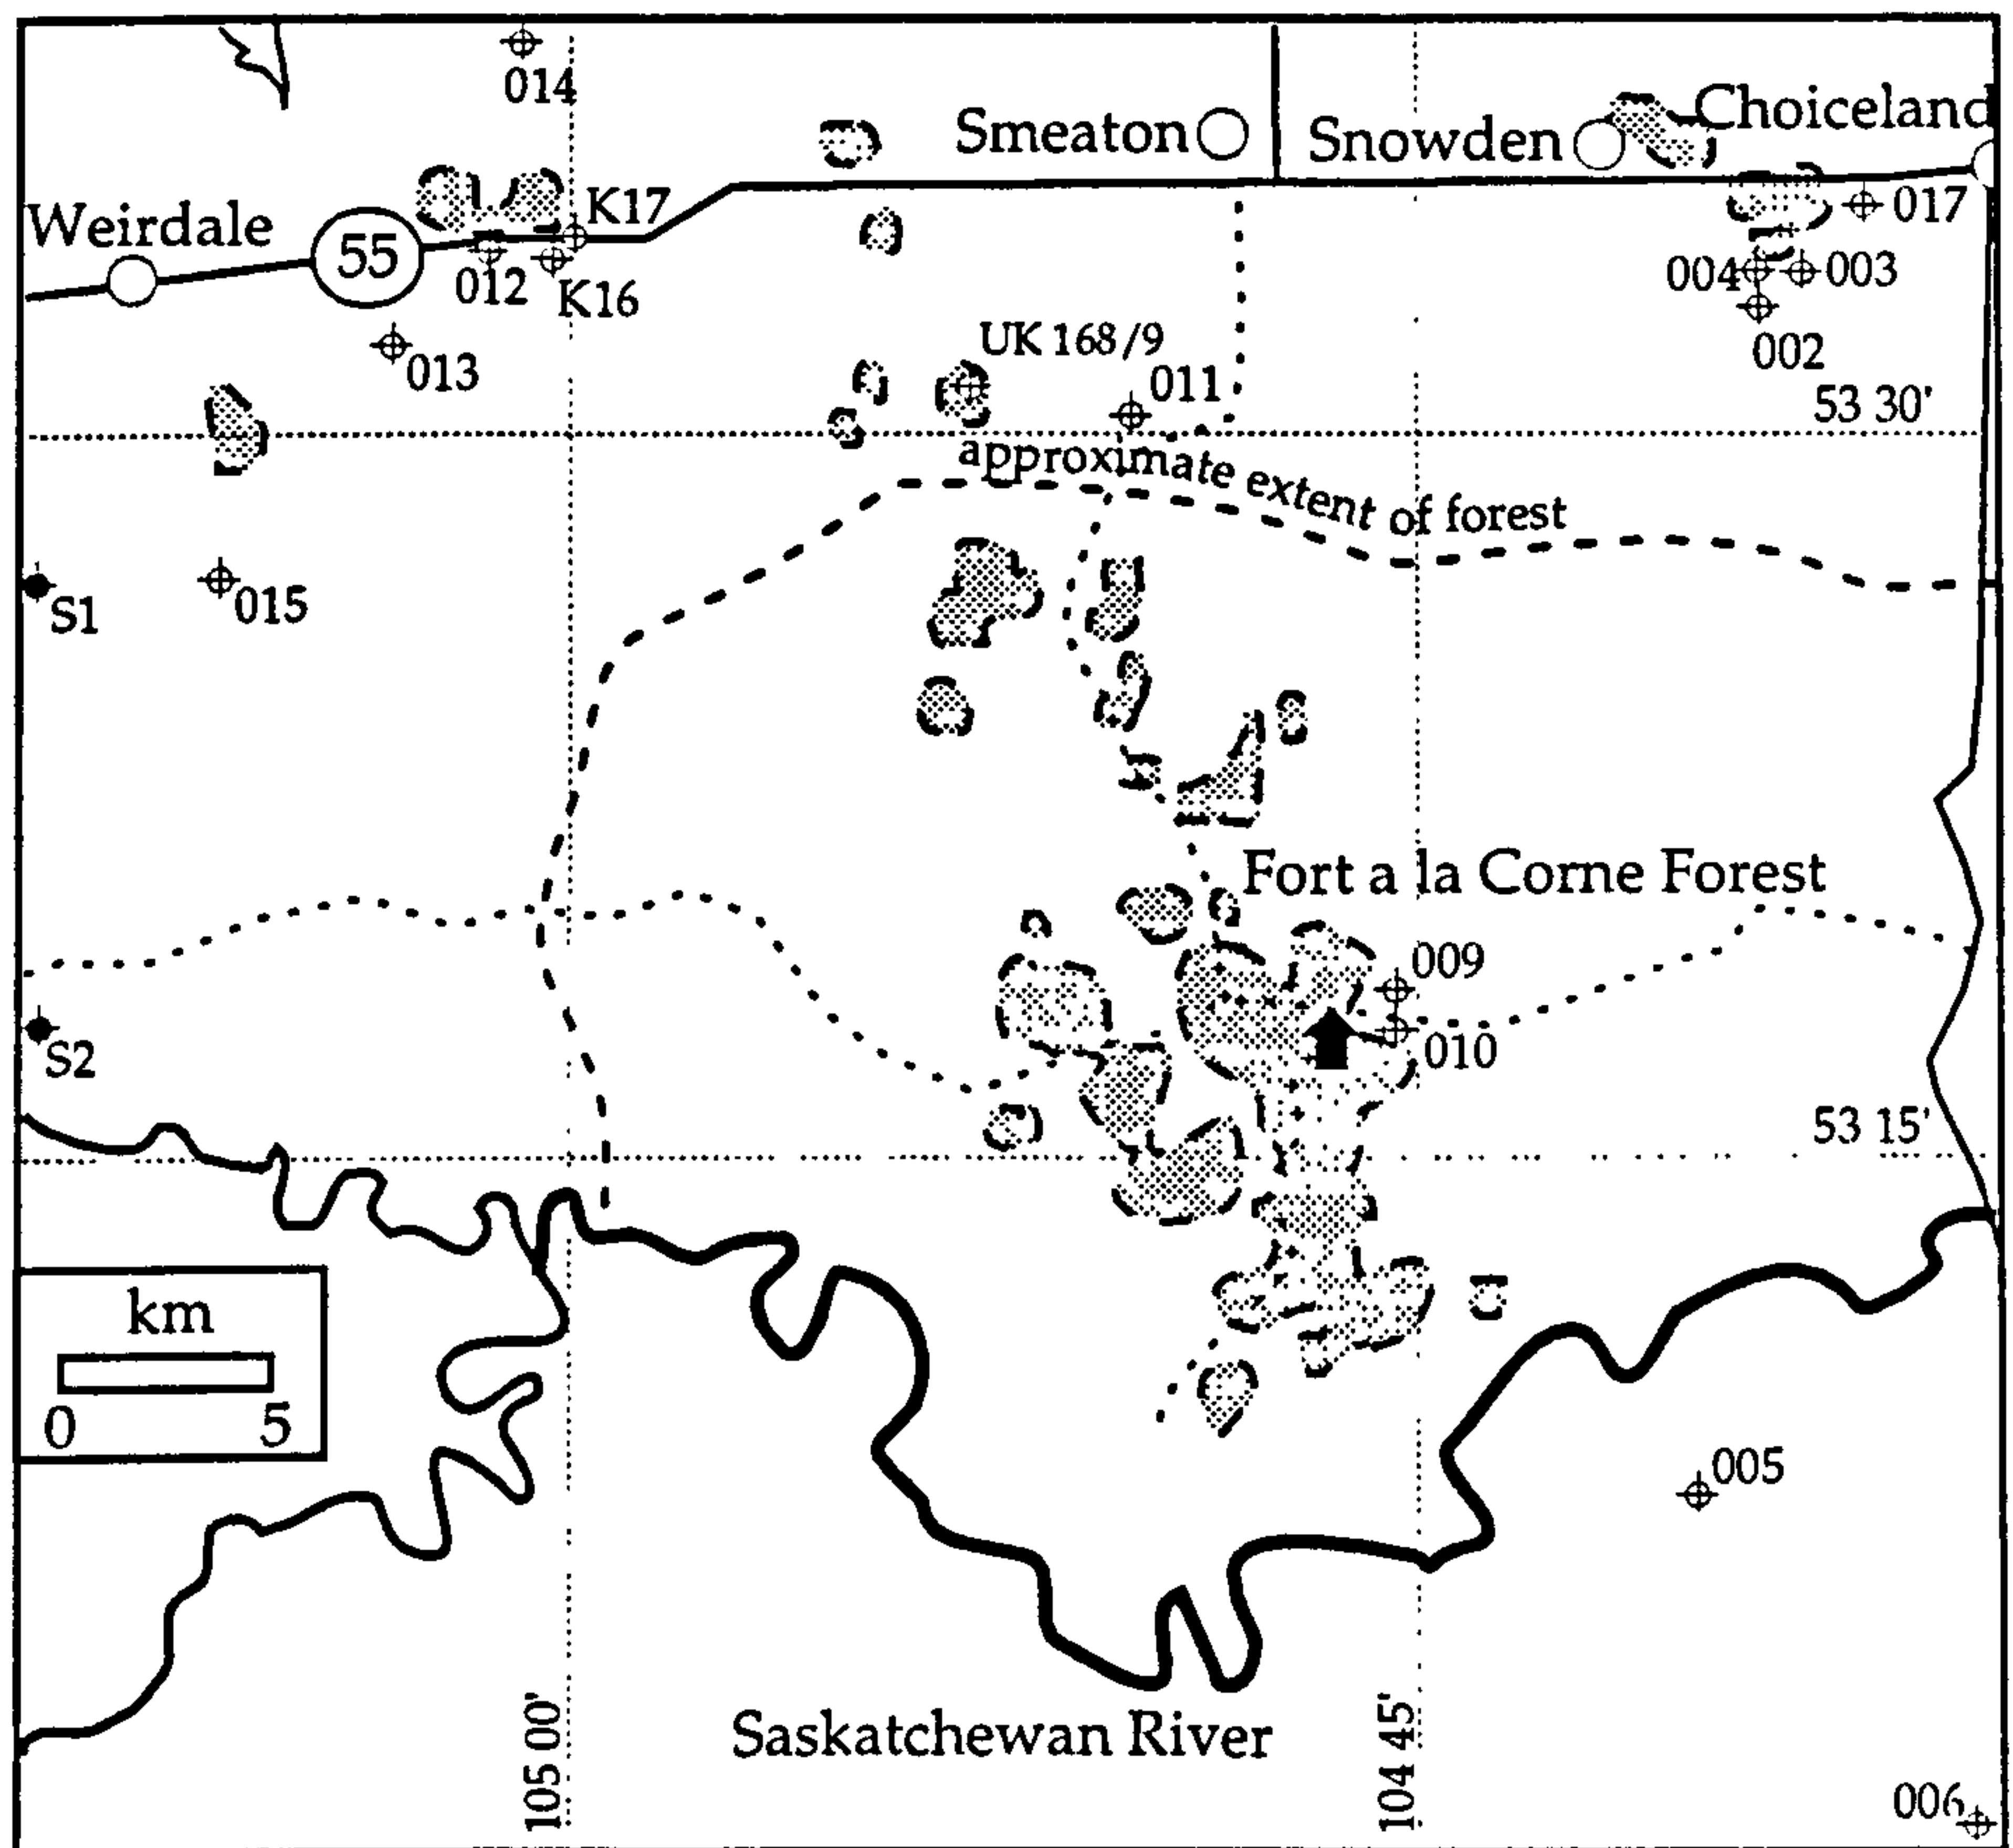 014
Smeaton
Snowden
Choiceland
K17
017
Weirdale
55
012
K16
004
003
002
013
UK 168/9
011
53 30'
approximate extent of forest
S1
015
Fort a la Corne Forest
009
010
S2
53 15'
km
0 5
005
Saskatchewan River
105 00'
104 45'
006